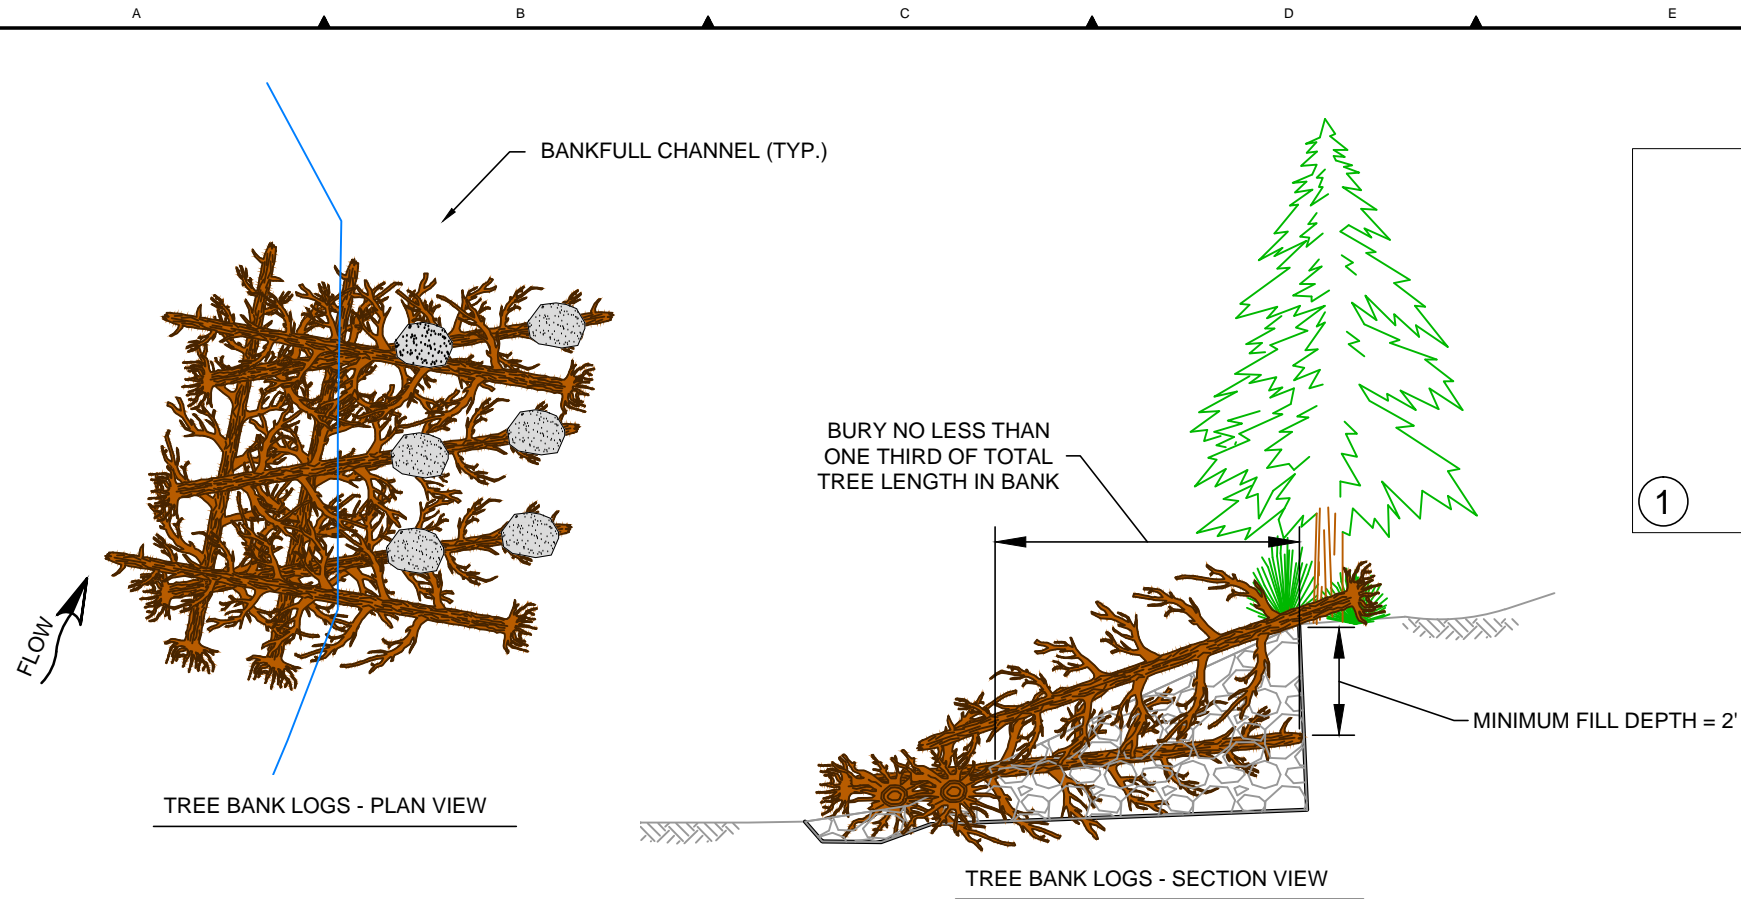 A B C D E
BANKFULL CHANNEL (TYP.)
FLOW
TREE BANK LOGS - PLAN VIEW
BURY NO LESS THAN
ONE THIRD OF TOTAL
TREE LENGTH IN BANK
MINIMUM FILL DEPTH = 2'
TREE BANK LOGS - SECTION VIEW
1